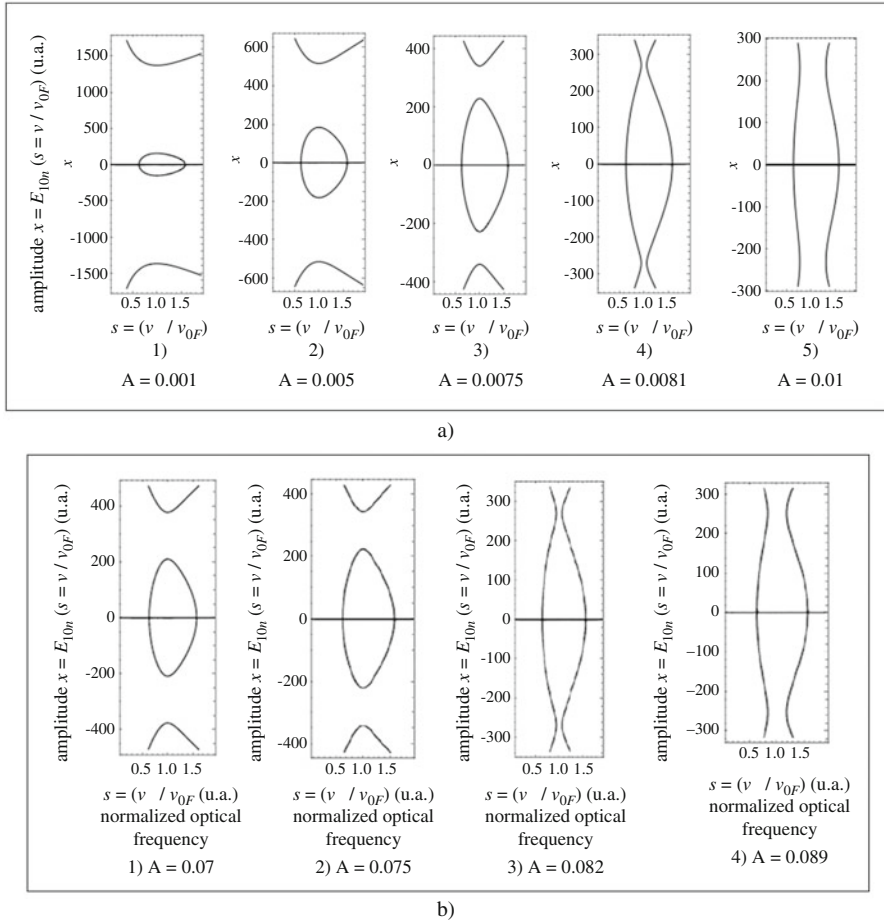 amplitude x = E10n (s = v / v0F) (u.a.)
x
1500
1000
500
0
-500
-1000
-1500
0.5 1.0 1.5
s = (v / v0F)
1)
A = 0.001
x
600
400
200
0
-200
-400
-600
0.5 1.0 1.5
s = (v / v0F)
2)
A = 0.005
x
400
200
0
-200
-400
0.5 1.0 1.5
s = (v / v0F)
3)
A = 0.0075
x
300
200
100
0
-100
-200
-300
0.5 1.0 1.5
s = (v / v0F)
4)
A = 0.0081
x
300
200
100
0
-100
-200
-300
0.5 1.0 1.5
s = (v / v0F)
5)
A = 0.01
a)
amplitude x = E10n (s = v / v0F) (u.a.)
400
200
0
-200
-400
0.5 1.0 1.5
s = (v / v0F) (u.a.)
normalized optical
frequency
1) A = 0.07
amplitude x = E10n (s = v / v0F) (u.a.)
400
200
0
-200
-400
0.5 1.0 1.5
s = (v / v0F) (u.a.)
normalized optical
frequency
2) A = 0.075
amplitude x = E10n (s = v / v0F) (u.a.)
300
200
100
0
-100
-200
-300
0.5 1.0 1.5
s = (v / v0F) (u.a.)
normalized optical
frequency
3) A = 0.082
amplitude x = E10n (s = v / v0F) (u.a.)
300
200
100
0
–100
–200
–300
0.5 1.0 1.5
s = (v / v0F) (u.a.)
normalized optical
frequency
4) A = 0.089
b)